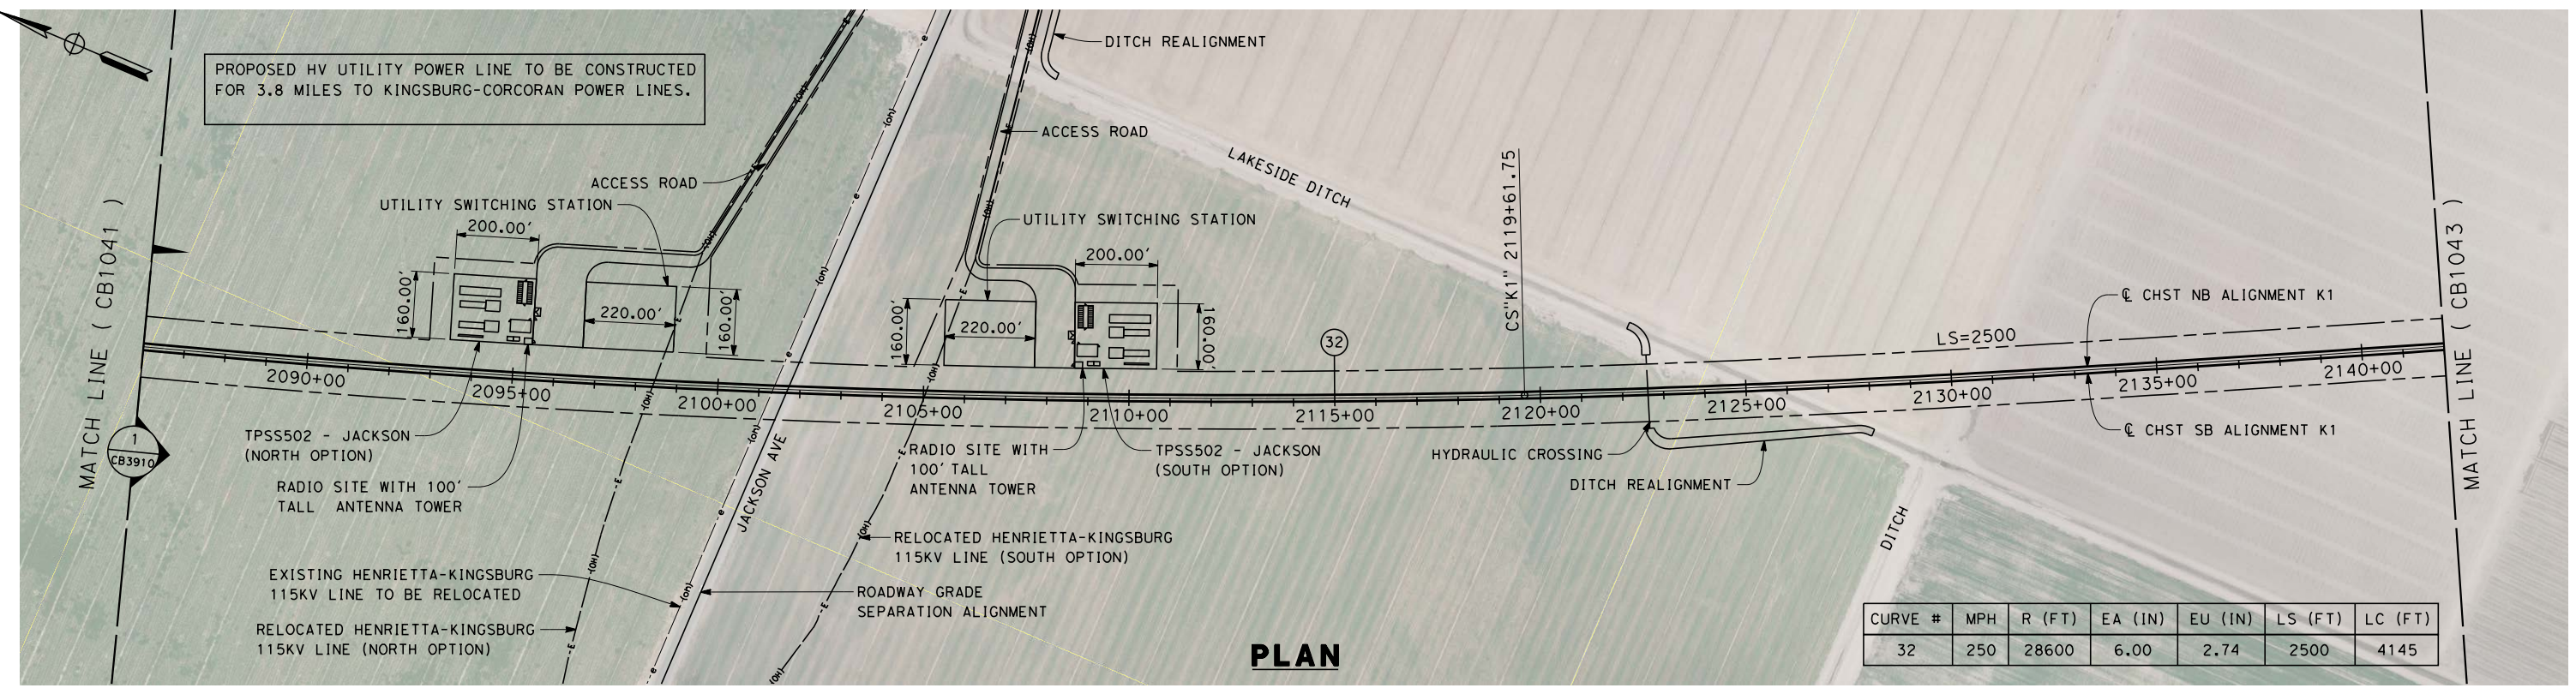 PROPOSED HV UTILITY POWER LINE TO BE CONSTRUCTED
FOR 3.8 MILES TO KINGSBURG-CORCORAN POWER LINES.
DITCH REALIGNMENT
ACCESS ROAD
ACCESS ROAD
LAKESIDE DITCH
UTILITY SWITCHING STATION
UTILITY SWITCHING STATION
200.00'
160.00'
220.00'
160.00'
160.00'
220.00'
200.00'
160.00'
MATCH LINE ( CB1041 )
MATCH LINE ( CB1043 )
CS"K1" 2119+61.75
32
℄ CHST NB ALIGNMENT K1
LS=2500
2090+00
2095+00
2100+00
2105+00
2110+00
2115+00
2120+00
2125+00
2130+00
2135+00
2140+00
℄ CHST SB ALIGNMENT K1
1
CB3910
TPSS502 - JACKSON
(NORTH OPTION)
RADIO SITE WITH 100'
TALL ANTENNA TOWER
JACKSON AVE
RADIO SITE WITH
100' TALL
ANTENNA TOWER
TPSS502 - JACKSON
(SOUTH OPTION)
HYDRAULIC CROSSING
DITCH REALIGNMENT
DITCH
RELOCATED HENRIETTA-KINGSBURG
115KV LINE (SOUTH OPTION)
EXISTING HENRIETTA-KINGSBURG
115KV LINE TO BE RELOCATED
ROADWAY GRADE
SEPARATION ALIGNMENT
RELOCATED HENRIETTA-KINGSBURG
115KV LINE (NORTH OPTION)
PLAN
CURVE # MPH R (FT) EA (IN) EU (IN) LS (FT) LC (FT)
32 250 28600 6.00 2.74 2500 4145